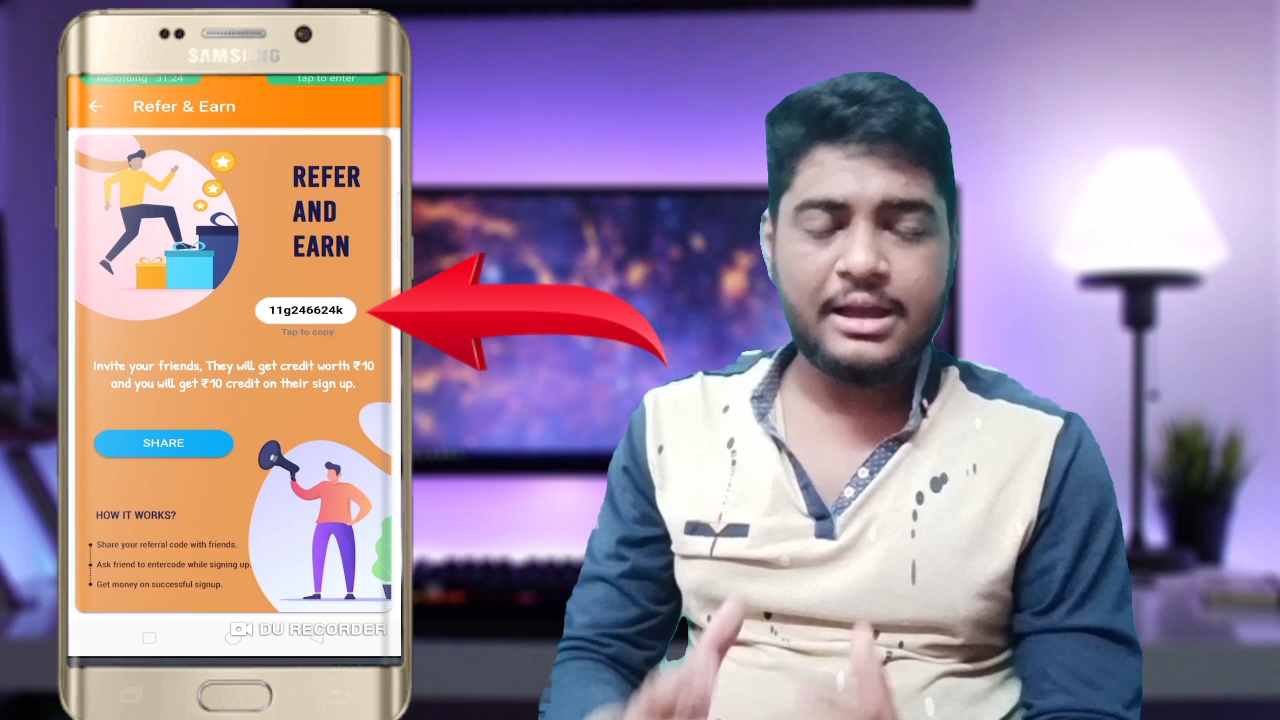 SAMSUNG
Recording 31:24
tap to enter
Refer & Earn
REFER
AND
EARN
11g246624k
Tap to copy
Invite your friends, They will get credit worth ₹10
and you will get ₹10 credit on their sign up.
SHARE
HOW IT WORKS?
Share your referral code with friends.
Ask friend to entercode while signing up.
Get money on successful signup.
DU RECORDER